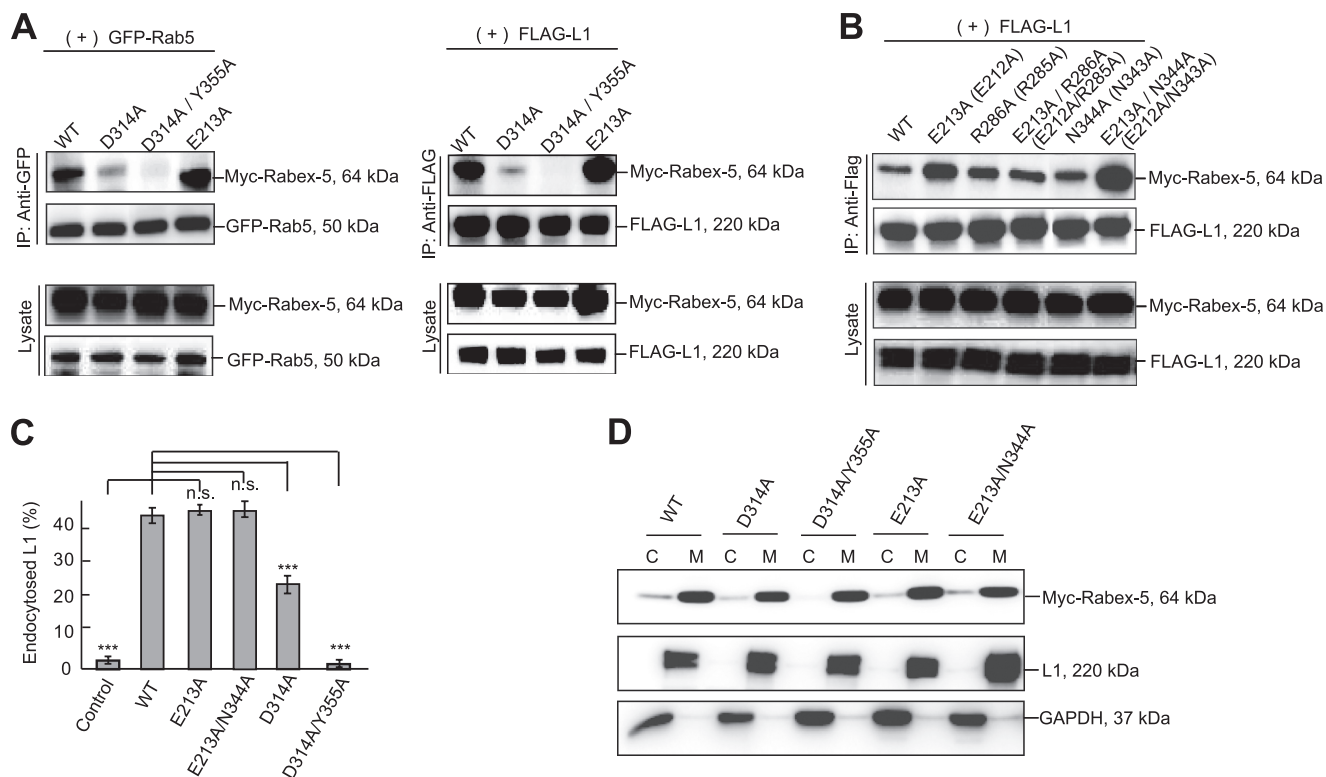 A
( + ) GFP-Rab5
WT
D314A
D314A / Y355A
E213A
IP: Anti-GFP
Myc-Rabex-5, 64 kDa
GFP-Rab5, 50 kDa
Lysate
Myc-Rabex-5, 64 kDa
GFP-Rab5, 50 kDa
( + ) FLAG-L1
WT
D314A
D314A / Y355A
E213A
IP: Anti-FLAG
Myc-Rabex-5, 64 kDa
FLAG-L1, 220 kDa
Lysate
Myc-Rabex-5, 64 kDa
FLAG-L1, 220 kDa
B
( + ) FLAG-L1
WT
E213A (E212A)
R286A (R285A)
E213A / R286A
(E212A/R285A)
N344A (N343A)
E213A / N344A
(E212A/N343A)
IP: Anti-Flag
Myc-Rabex-5, 64 kDa
FLAG-L1, 220 kDa
Lysate
Myc-Rabex-5, 64 kDa
FLAG-L1, 220 kDa
C
Endocytosed L1 (%)
40
20
10
0
***
n.s.
n.s.
***
***
Control
WT
E213A
E213A/N344A
D314A
D314A/Y355A
D
WT
D314A
D314A/Y355A
E213A
E213A/N344A
C M C M C M C M C M
Myc-Rabex-5, 64 kDa
L1, 220 kDa
GAPDH, 37 kDa